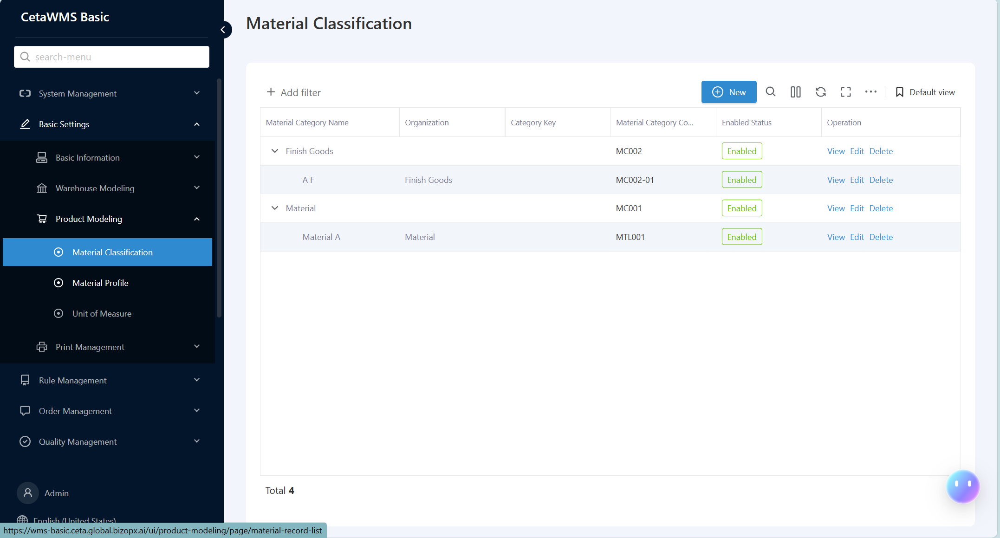 CetaWMS Basic
search-menu
System Management
Basic Settings
Basic Information
Warehouse Modeling
Product Modeling
Material Classification
Material Profile
Unit of Measure
Print Management
Rule Management
Order Management
Quality Management
Admin
English (United States)
https://wms-basic.ceta.global.bizopx.ai/ui/product-modeling/page/material-record-list
Material Classification
Add filter
New
Default view
Material Category Name Organization Category Key Material Category Co... Enabled Status Operation
Finish Goods MC002 Enabled View Edit Delete
A F Finish Goods MC002-01 Enabled View Edit Delete
Material MC001 Enabled View Edit Delete
Material A Material MTL001 Enabled View Edit Delete
Total 4